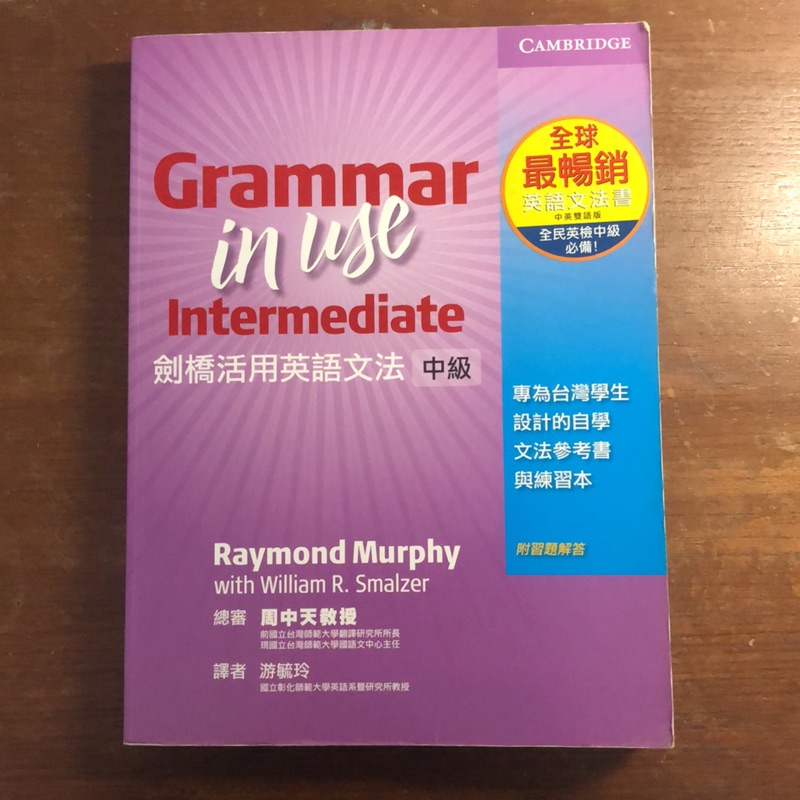 CAMBRIDGE
全球
最暢銷
英語文法書
中英雙語版
全民英檢中級
必備!
Grammar
in use
Intermediate
劍橋活用英語文法 中級
專為台灣學生
設計的自學
文法參考書
與練習本
附習題解答
Raymond Murphy
with William R. Smalzer
總審 周中天教授
前國立台灣師範大學翻譯研究所所長
現國立台灣師範大學國語文中心主任
譯者 游毓玲
國立彰化師範大學英語系暨研究所教授